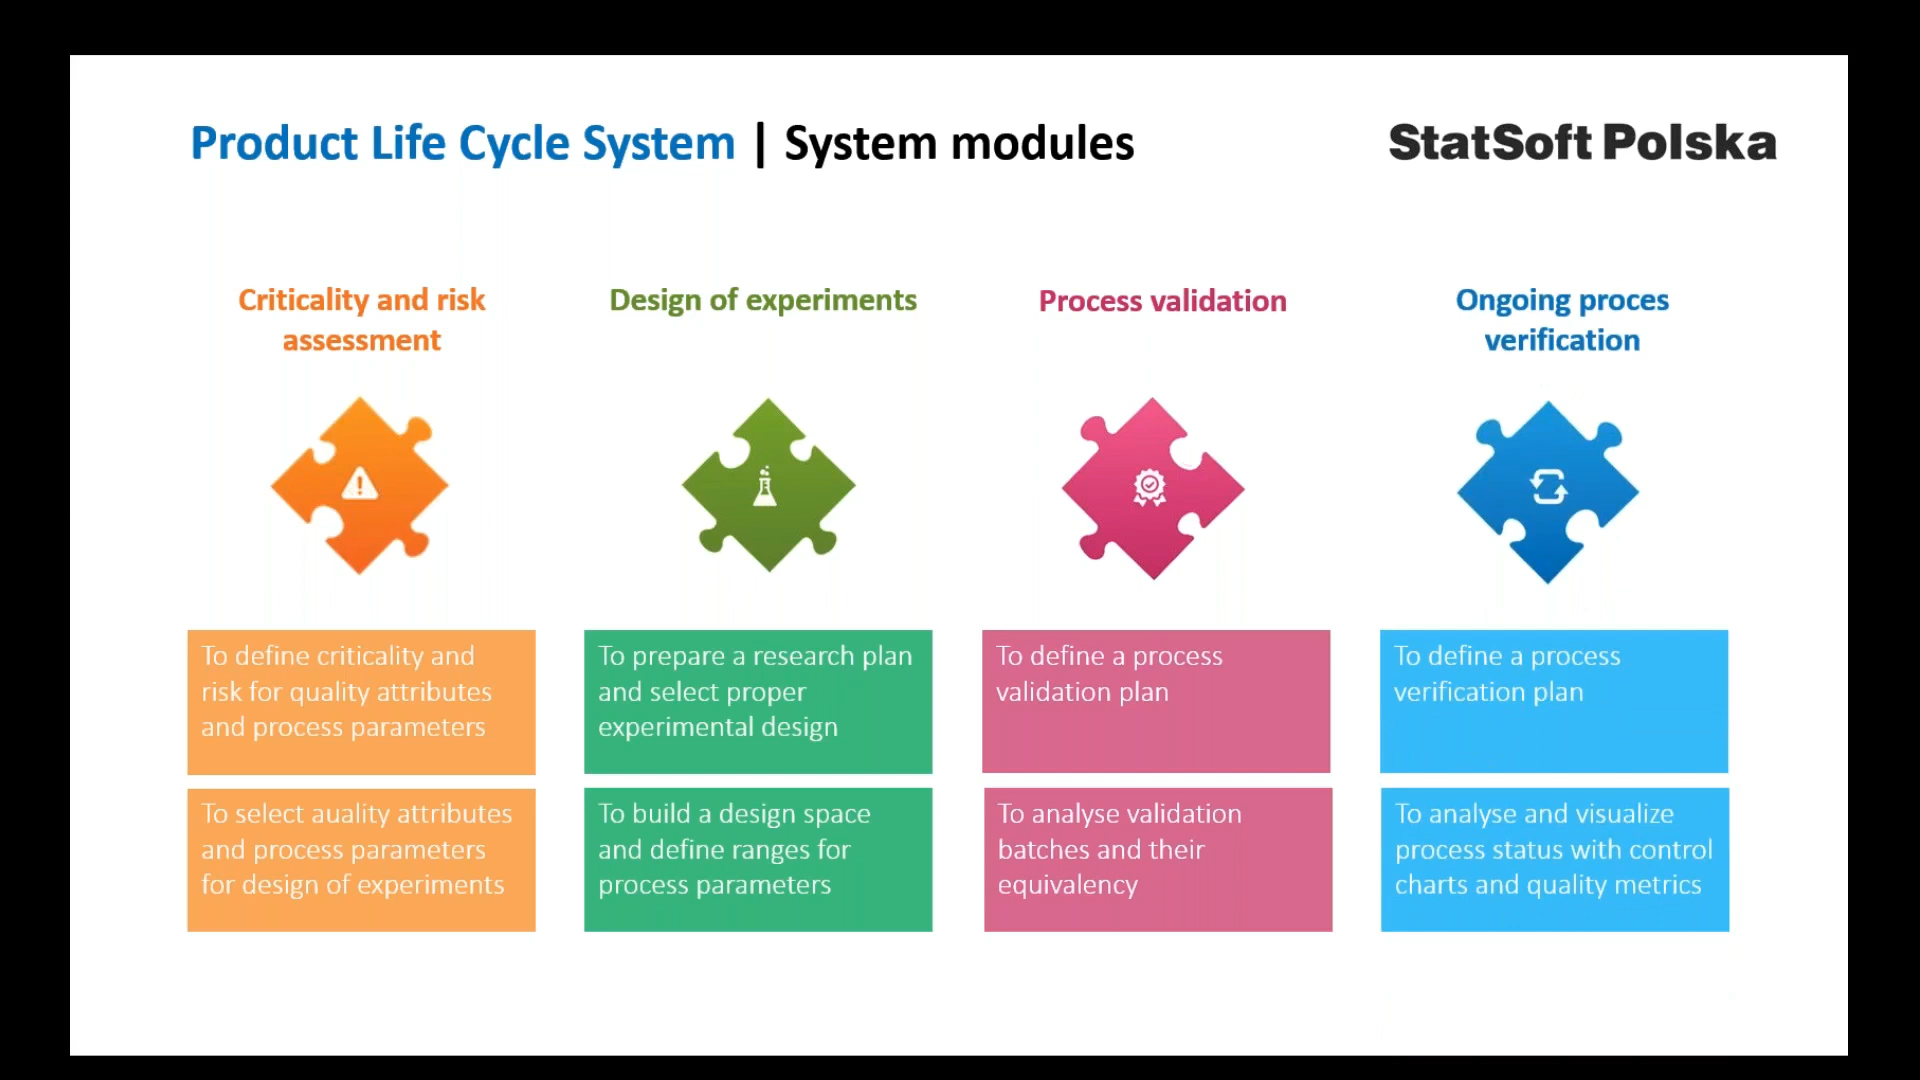 Product Life Cycle System | System modules
StatSoft Polska
Criticality and risk
assessment
Design of experiments
Process validation
Ongoing proces
verification
To define criticality and
risk for quality attributes
and process parameters
To prepare a research plan
and select proper
experimental design
To define a process
validation plan
To define a process
verification plan
To select auality attributes
and process parameters
for design of experiments
To build a design space
and define ranges for
process parameters
To analyse validation
batches and their
equivalency
To analyse and visualize
process status with control
charts and quality metrics